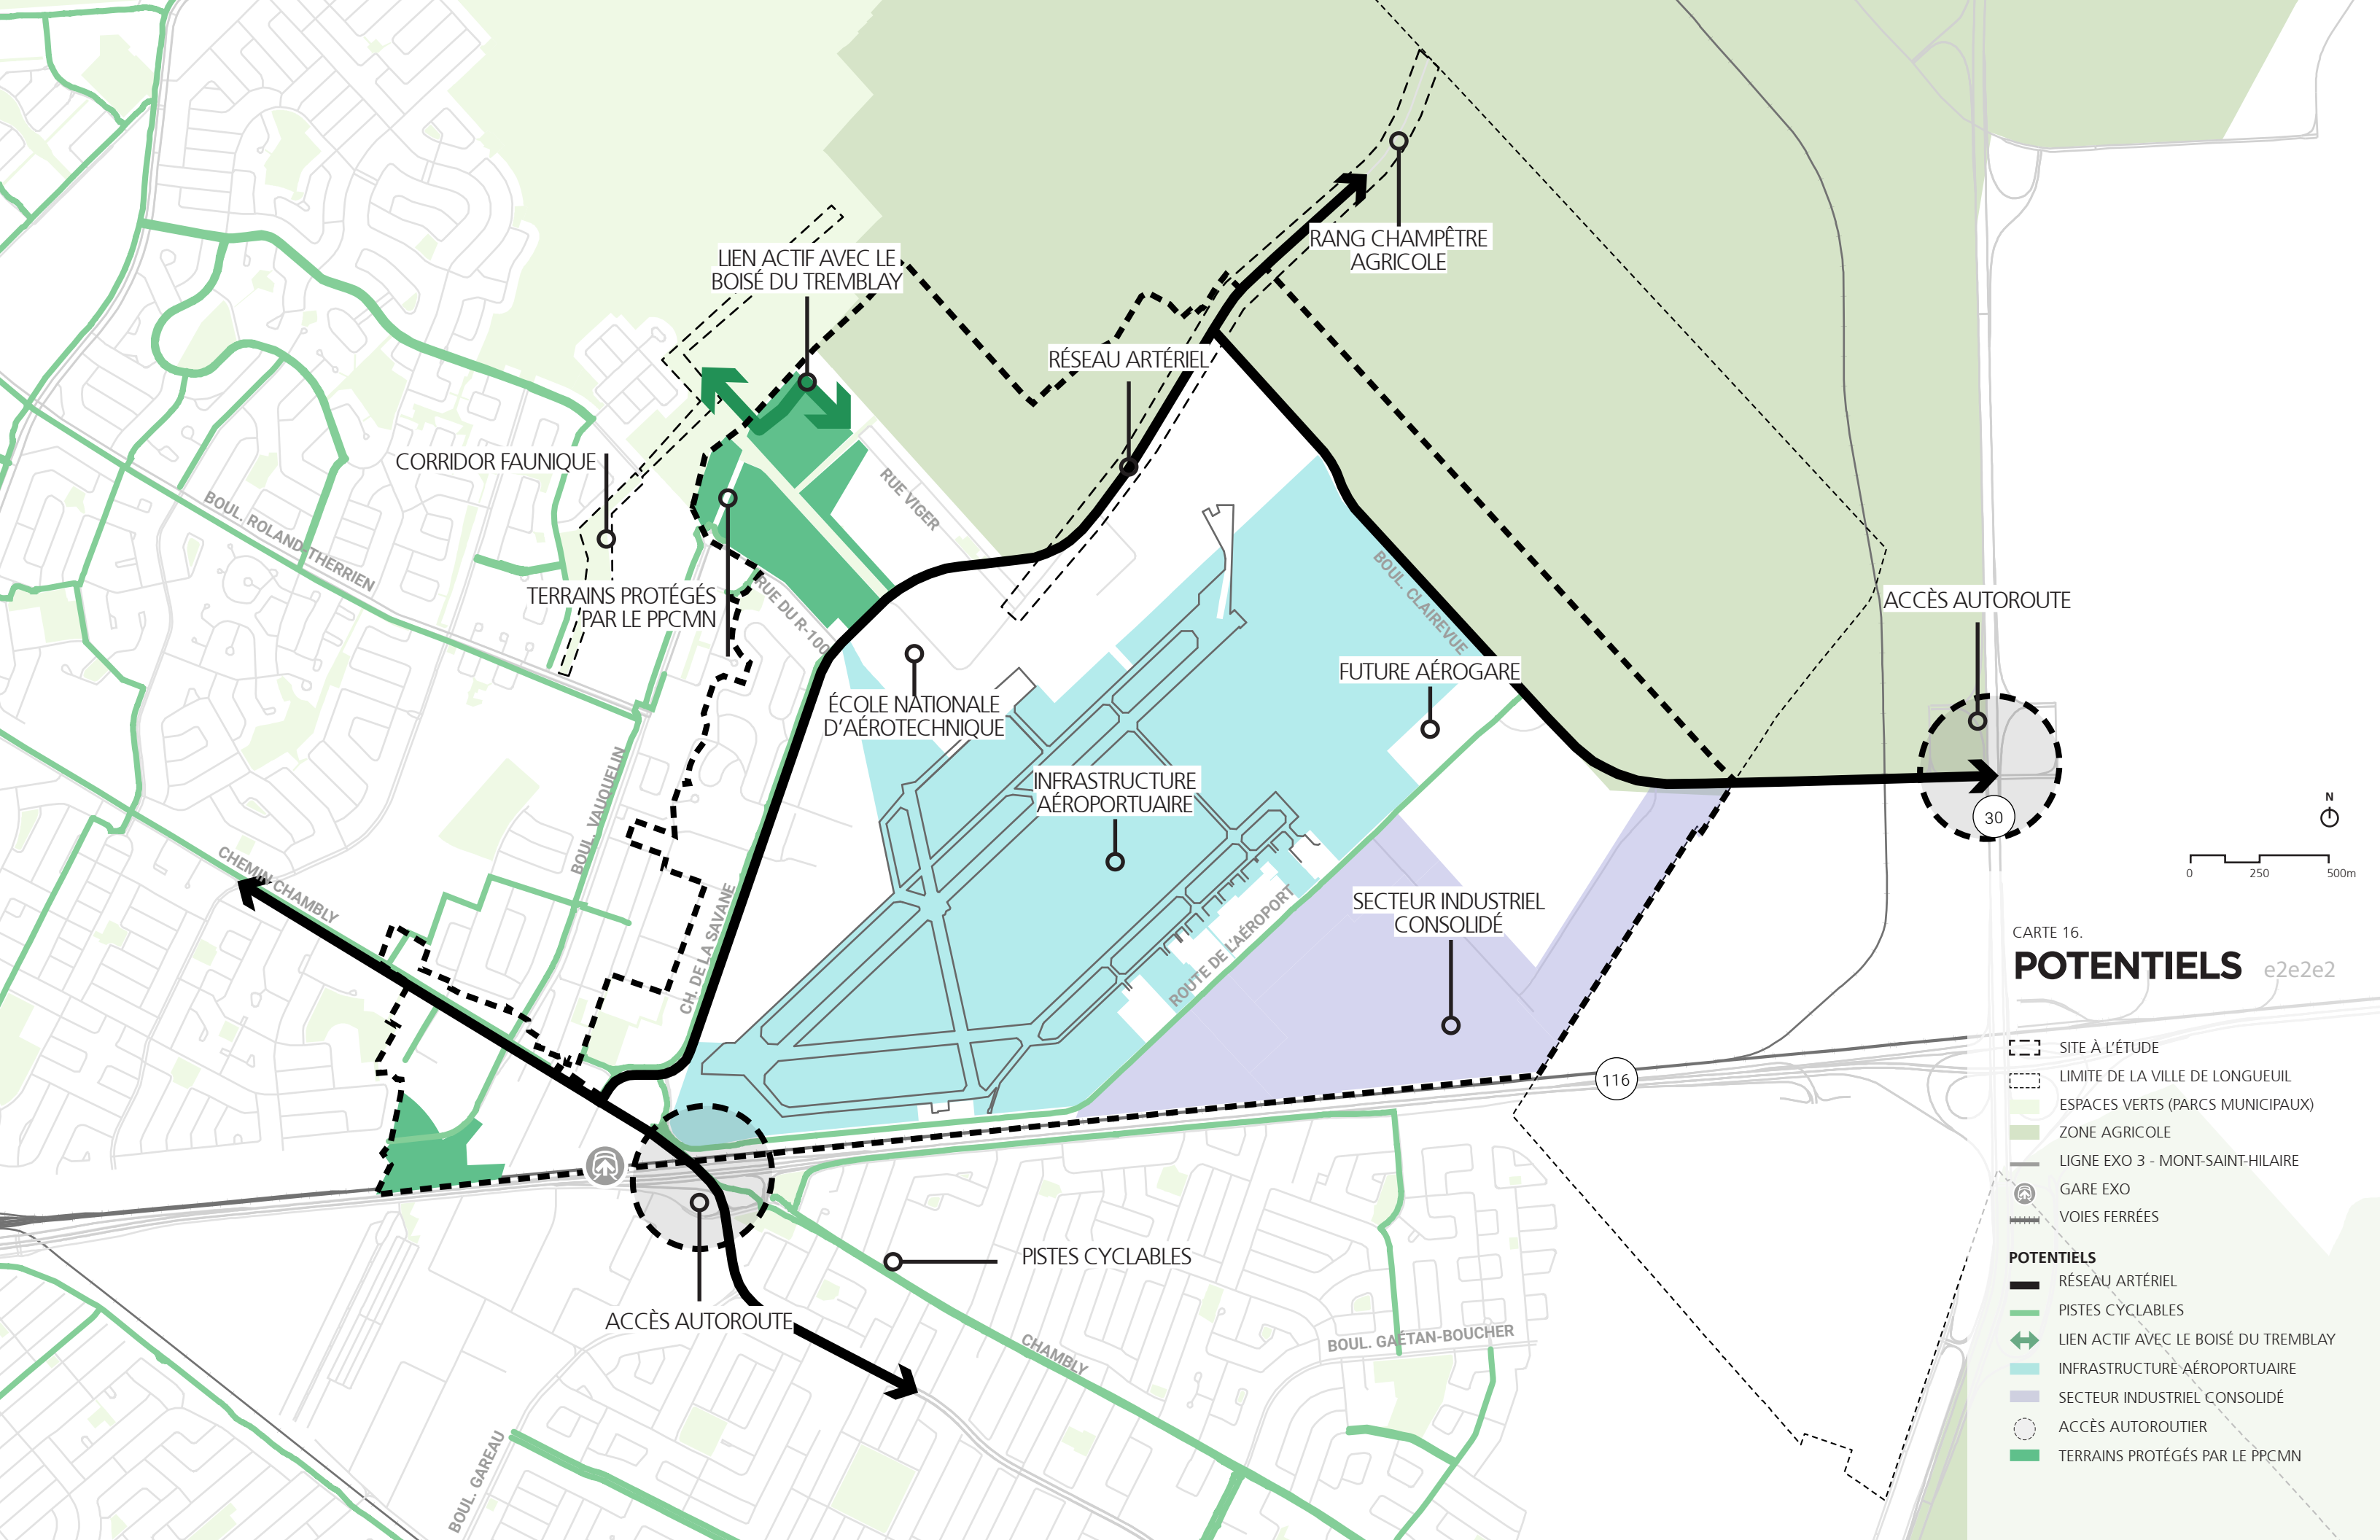 RANG CHAMPÊTRE
AGRICOLE
LIEN ACTIF AVEC LE
BOISÉ DU TREMBLAY
RÉSEAU ARTÉRIEL
CORRIDOR FAUNIQUE
RUE VIGER
BOUL. ROLAND-THERRIEN
TERRAINS PROTÉGÉS
PAR LE PPCMN
RUE DU R-100
BOUL. CLAIREVUE
ACCÈS AUTOROUTE
FUTURE AÉROGARE
ÉCOLE NATIONALE
D'AÉROTECHNIQUE
INFRASTRUCTURE
AÉROPORTUAIRE
BOUL. VAUQUELIN
30
N
0 250 500m
CHEMIN CHAMBLY
CH. DE LA SAVANE
ROUTE DE L'AÉROPORT
SECTEUR INDUSTRIEL
CONSOLIDÉ
116
PISTES CYCLABLES
ACCÈS AUTOROUTE
CHAMBLY
BOUL. GAÉTAN-BOUCHER
BOUL. GAREAU
CARTE 16.
POTENTIELS e2e2e2
SITE À L'ÉTUDE
LIMITE DE LA VILLE DE LONGUEUIL
ESPACES VERTS (PARCS MUNICIPAUX)
ZONE AGRICOLE
LIGNE EXO 3 - MONT-SAINT-HILAIRE
GARE EXO
VOIES FERRÉES
POTENTIELS
RÉSEAU ARTÉRIEL
PISTES CYCLABLES
LIEN ACTIF AVEC LE BOISÉ DU TREMBLAY
INFRASTRUCTURE AÉROPORTUAIRE
SECTEUR INDUSTRIEL CONSOLIDÉ
ACCÈS AUTOROUTIER
TERRAINS PROTÉGÉS PAR LE PPCMN